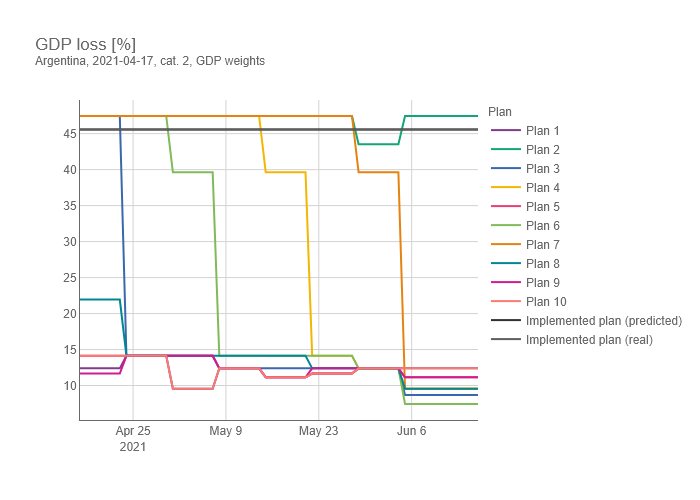 GDP loss [%]
Argentina, 2021-04-17, cat. 2, GDP weights
Plan
Plan 1
Plan 2
Plan 3
Plan 4
Plan 5
Plan 6
Plan 7
Plan 8
Plan 9
Plan 10
Implemented plan (predicted)
Implemented plan (real)
45
40
35
30
25
20
15
10
Apr 25 May 9 May 23 Jun 6
2021